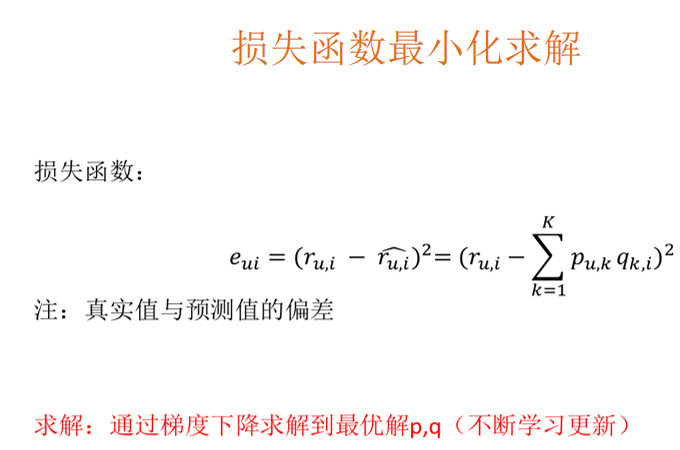 损失函数最小化求解
损失函数：
e_{ui} = (r_{u,i} − \widehat{r_{u,i}})^2 = (r_{u,i} − \sum_{k=1}^{K} p_{u,k} q_{k,i})^2
注：真实值与预测值的偏差
求解：通过梯度下降求解到最优解p,q（不断学习更新）